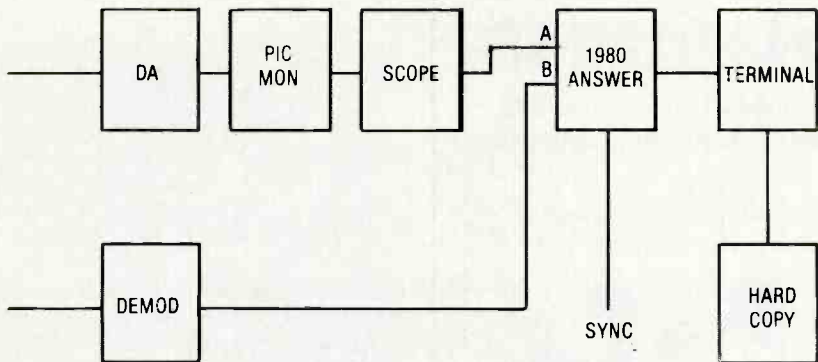 DA
PIC
MON
SCOPE
A
B
1980
ANSWER
TERMINAL
DEMOD
SYNC
HARD
COPY